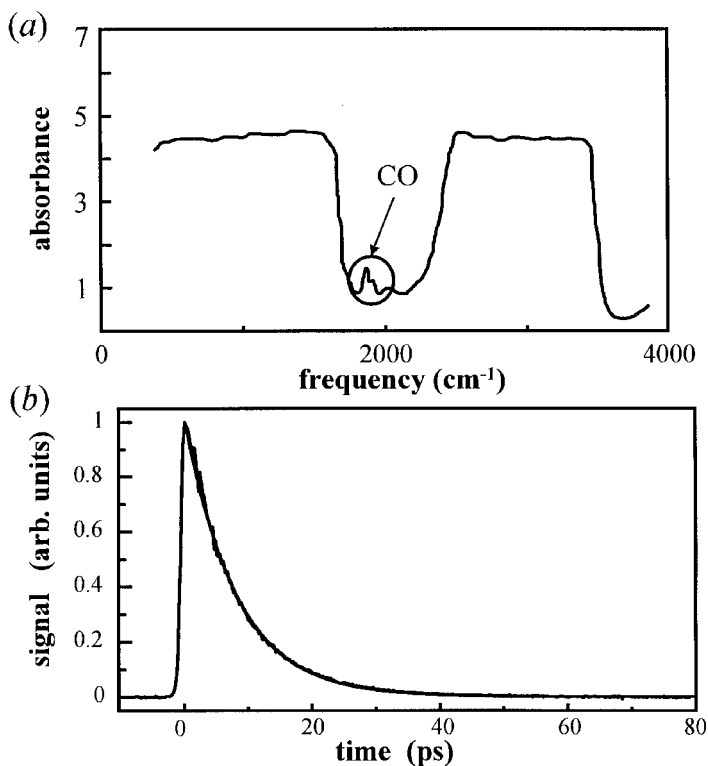 (a)
7
5
3
1
absorbance
CO
0 2000 4000
frequency (cm⁻¹)
(b)
1
0.8
0.6
0.4
0.2
0
signal (arb. units)
0 20 40 60 80
time (ps)